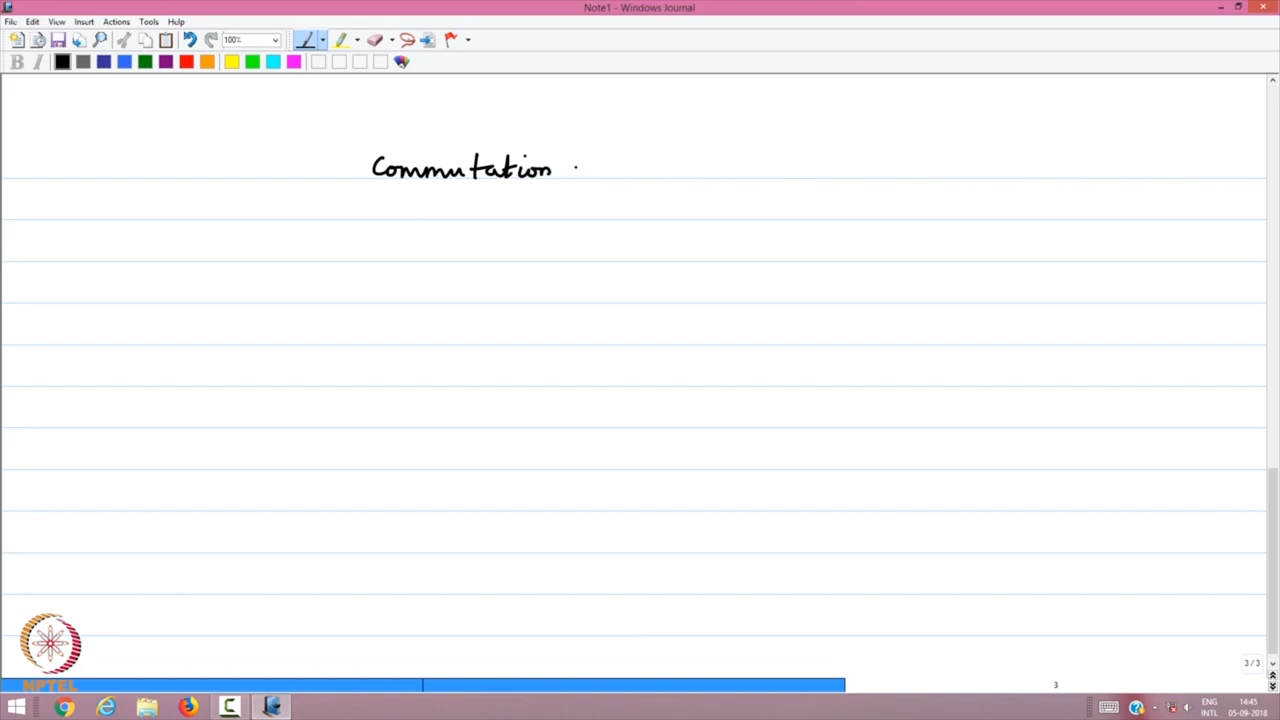 Note1 - Windows Journal
File Edit View Insert Actions Tools Help
100%
B I
Commutation
3 / 3
NPTEL
3
ENG
INTL
14:45
05-09-2018